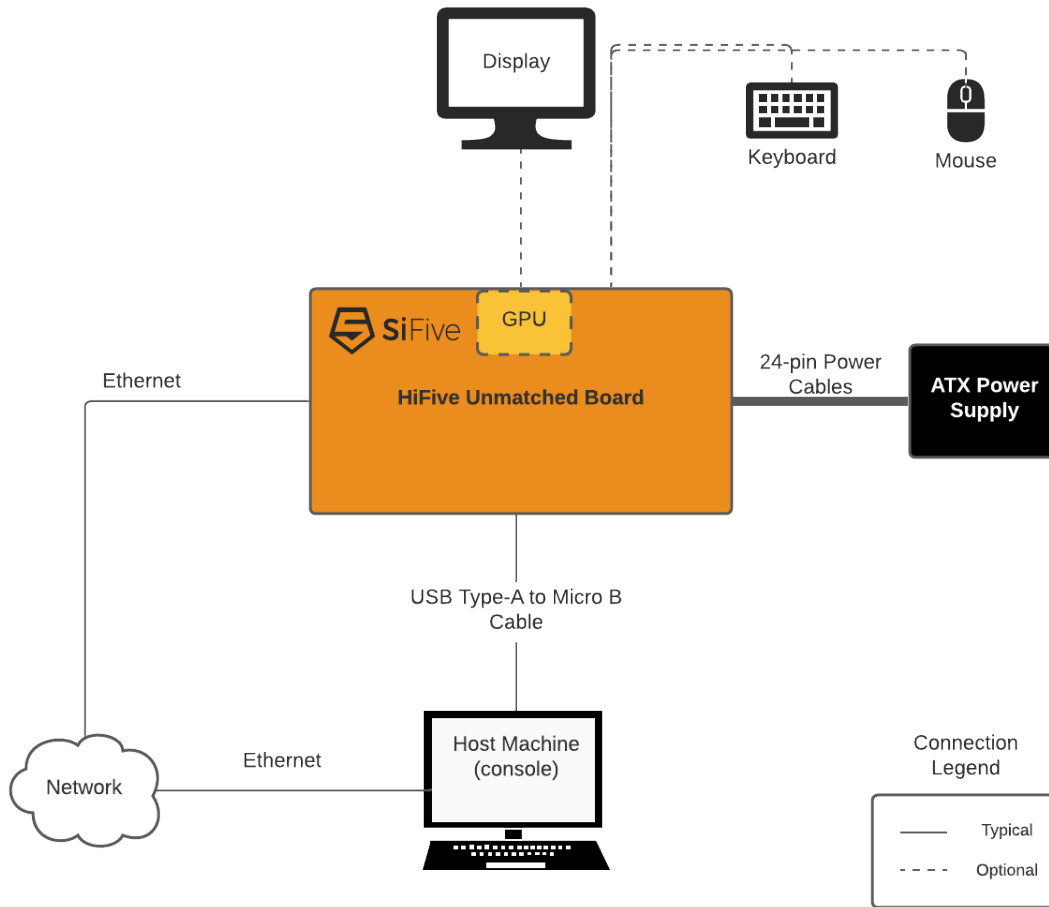 Display
Keyboard
Mouse
SiFive
GPU
HiFive Unmatched Board
Ethernet
24-pin Power
Cables
ATX Power
Supply
USB Type-A to Micro B
Cable
Host Machine
(console)
Ethernet
Network
Connection
Legend
Typical
Optional